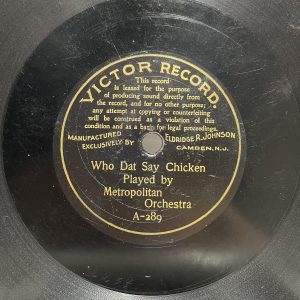 VICTOR RECORD.
This record
is leased for the purpose
of producing sound directly from
the record, and for no other purpose;
any attempt at copying or counterfeiting
will be construed as a violation of this
condition and as a basis for legal proceedings.
MANUFACTURED
EXCLUSIVELY BY
ELDRIDGE R. JOHNSON
CAMDEN, N.J.
Who Dat Say Chicken
Played by
Metropolitan
Orchestra
A-289